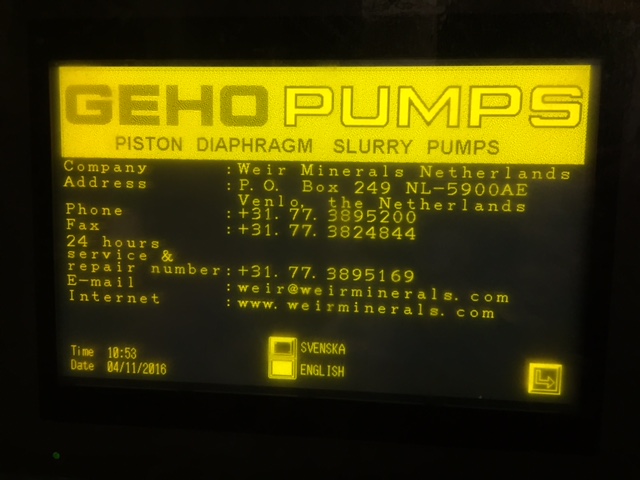 GEHO PUMPS
PISTON DIAPHRAGM SLURRY PUMPS
Company : Weir Minerals Netherlands
Address : P. O. Box 249 NL-5900AE
Venlo, the Netherlands
Phone : +31. 77. 3895200
Fax : +31. 77. 3824844
24 hours
service &
repair number: +31. 77. 3895169
E-mail : weir@weirminerals. com
Internet : www. weirminerals. com
SVENSKA
Time 10:53
ENGLISH
Date 04/11/2016